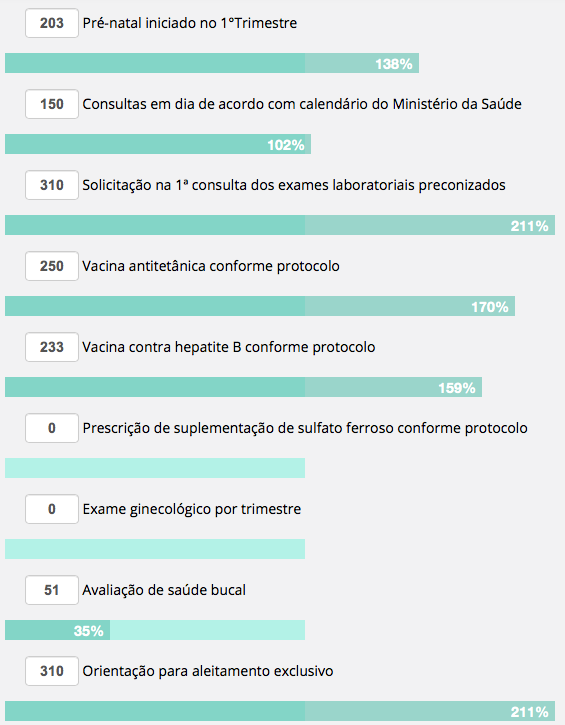 203 Pré-natal iniciado no 1°Trimestre
138%
150 Consultas em dia de acordo com calendário do Ministério da Saúde
102%
310 Solicitação na 1ª consulta dos exames laboratoriais preconizados
211%
250 Vacina antitetânica conforme protocolo
170%
233 Vacina contra hepatite B conforme protocolo
159%
0 Prescrição de suplementação de sulfato ferroso conforme protocolo
0 Exame ginecológico por trimestre
51 Avaliação de saúde bucal
35%
310 Orientação para aleitamento exclusivo
211%